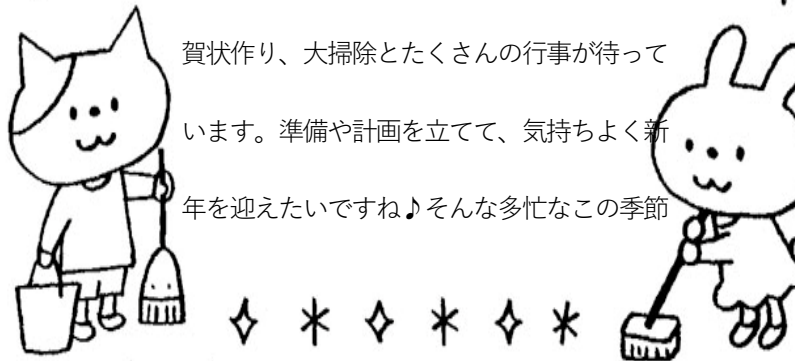 賀状作り、大掃除とたくさんの行事が待って
います。準備や計画を立てて、気持ちよく新
年を迎えたいですね♪そんな多忙なこの季節